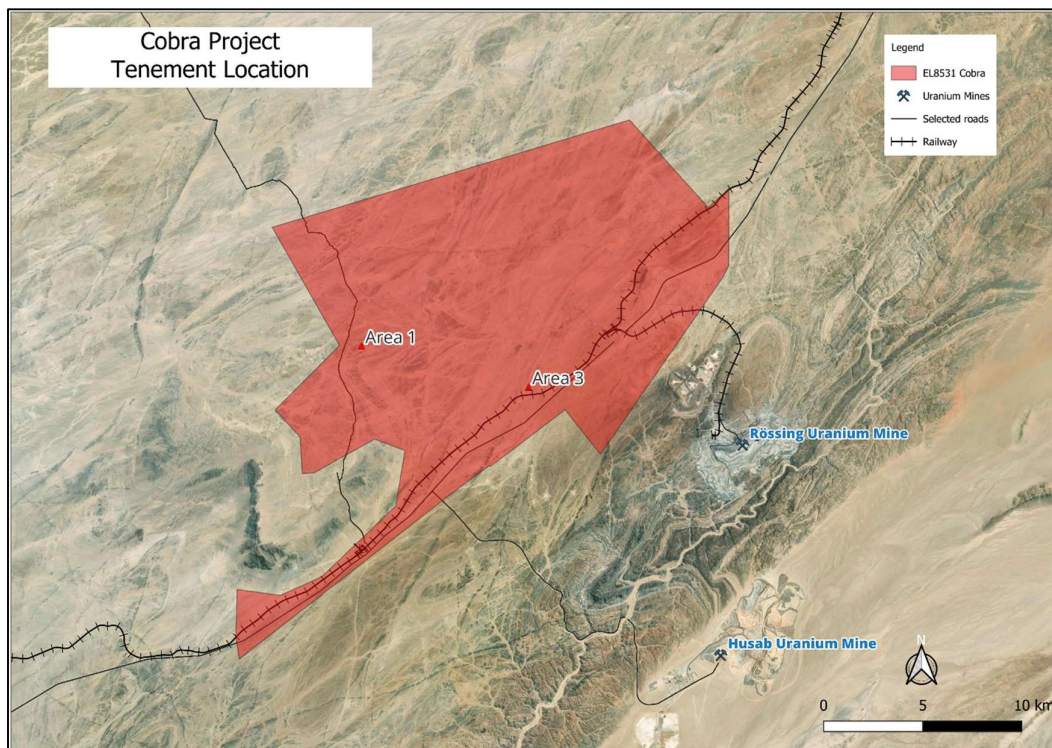 Cobra Project
Tenement Location
Legend
EL8531 Cobra
Uranium Mines
Selected roads
Railway
Area 1
Area 3
Rössing Uranium Mine
Husab Uranium Mine
N
0 5 10 km